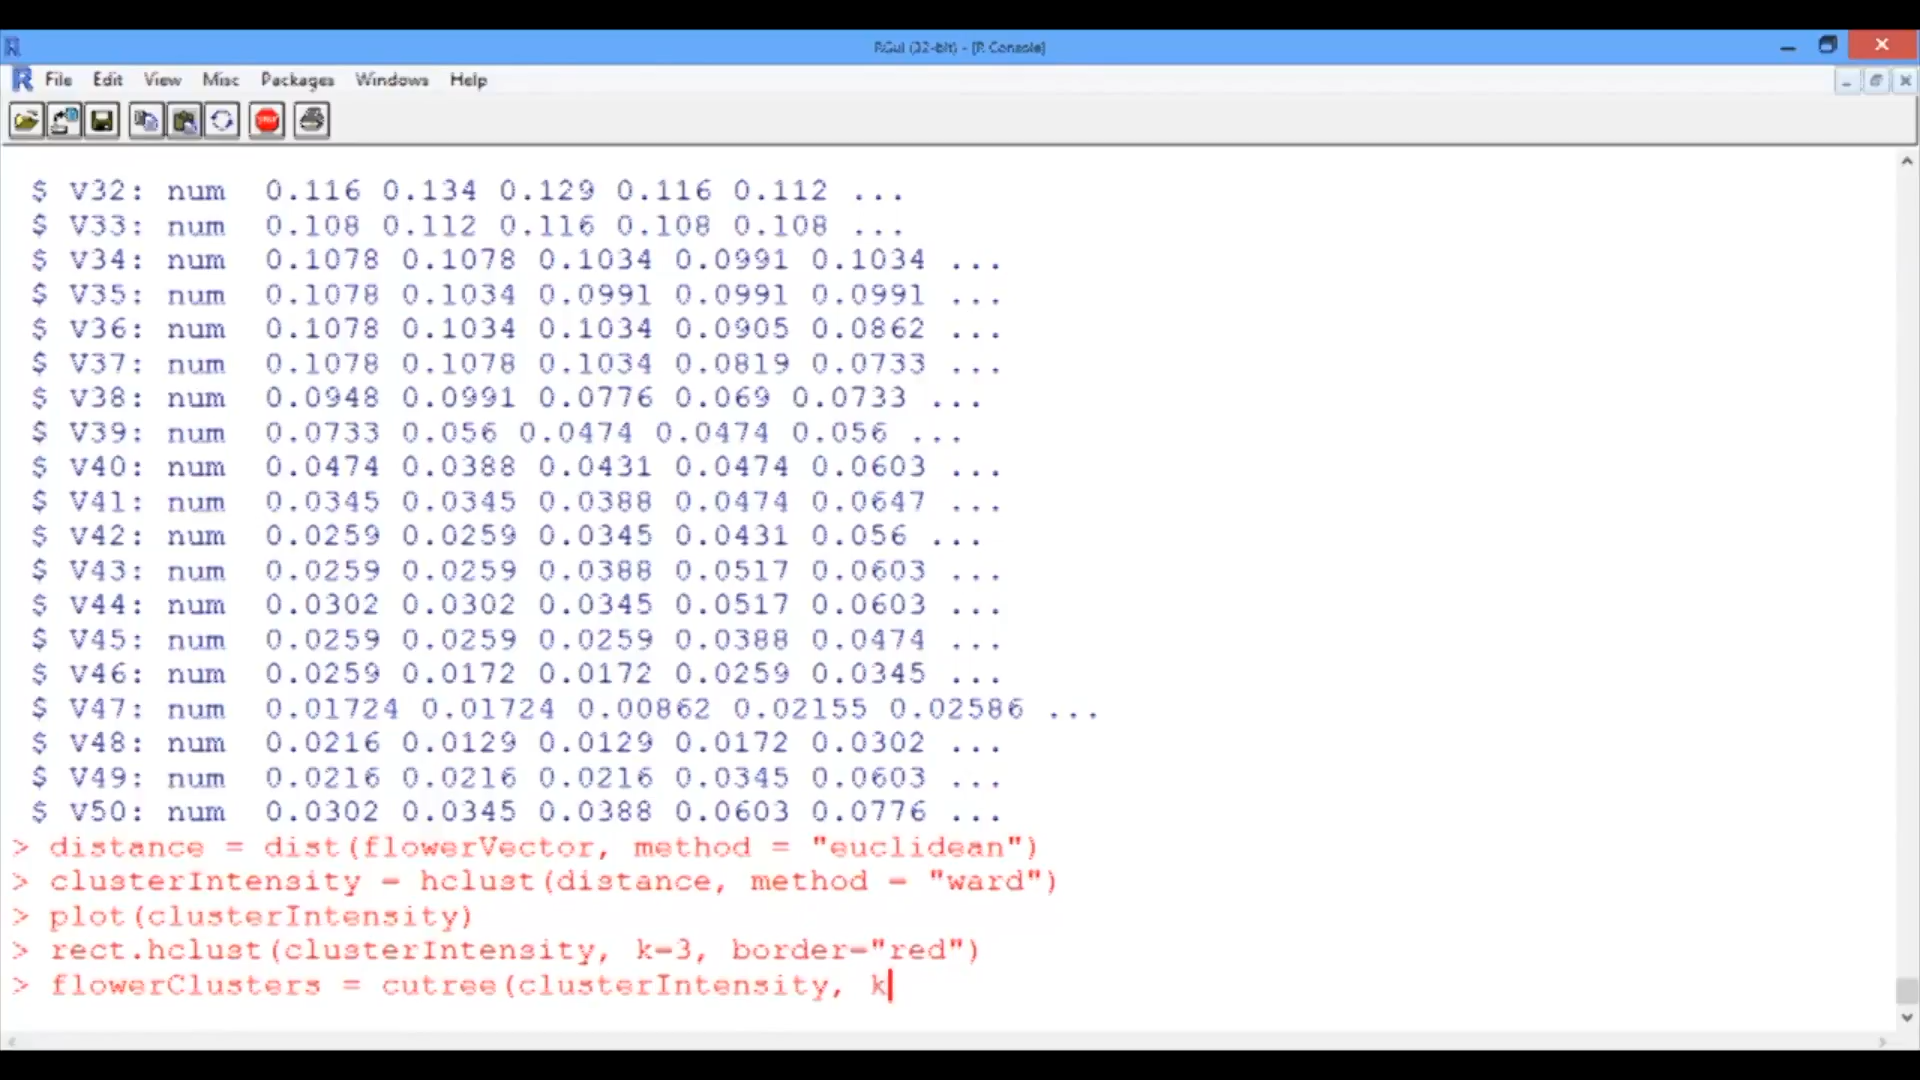 RGui (32-bit) - [R Console]
File Edit View Misc Packages Windows Help
STOP
$ V32: num  0.116 0.134 0.129 0.116 0.112 ...
$ V33: num  0.108 0.112 0.116 0.108 0.108 ...
$ V34: num  0.1078 0.1078 0.1034 0.0991 0.1034 ...
$ V35: num  0.1078 0.1034 0.0991 0.0991 0.0991 ...
$ V36: num  0.1078 0.1034 0.1034 0.0905 0.0862 ...
$ V37: num  0.1078 0.1078 0.1034 0.0819 0.0733 ...
$ V38: num  0.0948 0.0991 0.0776 0.069 0.0733 ...
$ V39: num  0.0733 0.056 0.0474 0.0474 0.056 ...
$ V40: num  0.0474 0.0388 0.0431 0.0474 0.0603 ...
$ V41: num  0.0345 0.0345 0.0388 0.0474 0.0647 ...
$ V42: num  0.0259 0.0259 0.0345 0.0431 0.056 ...
$ V43: num  0.0259 0.0259 0.0388 0.0517 0.0603 ...
$ V44: num  0.0302 0.0302 0.0345 0.0517 0.0603 ...
$ V45: num  0.0259 0.0259 0.0259 0.0388 0.0474 ...
$ V46: num  0.0259 0.0172 0.0172 0.0259 0.0345 ...
$ V47: num  0.01724 0.01724 0.00862 0.02155 0.02586 ...
$ V48: num  0.0216 0.0129 0.0129 0.0172 0.0302 ...
$ V49: num  0.0216 0.0216 0.0216 0.0345 0.0603 ...
$ V50: num  0.0302 0.0345 0.0388 0.0603 0.0776 ...
> distance = dist(flowerVector, method = "euclidean")
> clusterIntensity = hclust(distance, method = "ward")
> plot(clusterIntensity)
> rect.hclust(clusterIntensity, k=3, border="red")
> flowerClusters = cutree(clusterIntensity, k